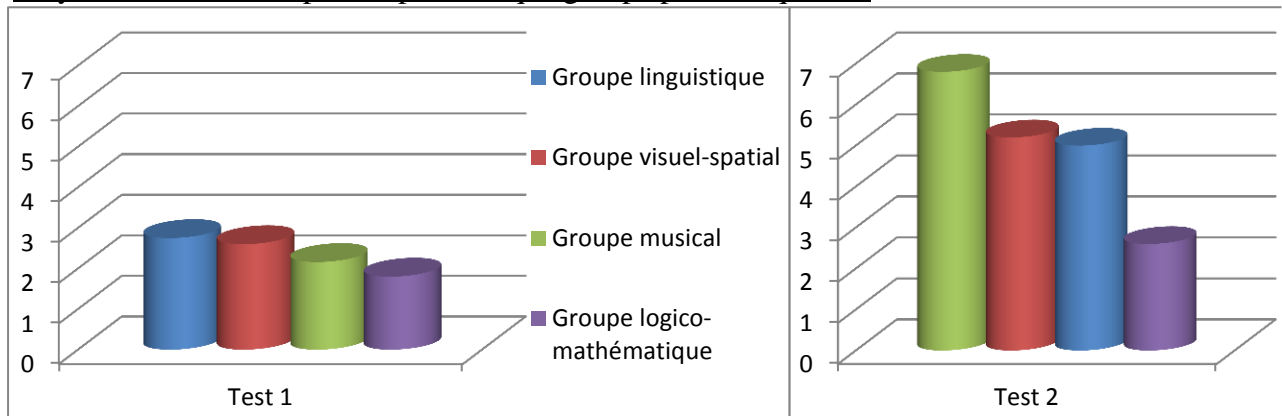 7
6
5
4
3
2
1
0
Test 1
Groupe linguistique
Groupe visuel-spatial
Groupe musical
Groupe logico-
mathématique
7
6
5
4
3
2
1
0
Test 2